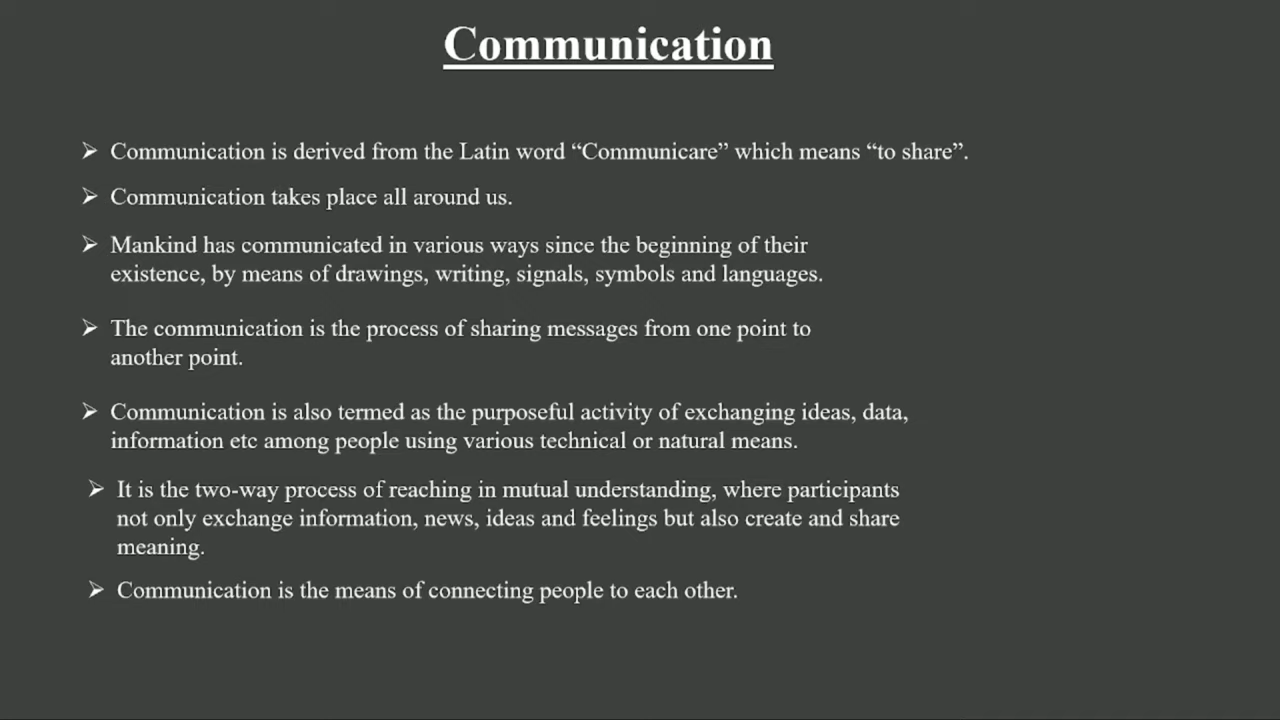 Communication
➢ Communication is derived from the Latin word “Communicare” which means “to share”.
➢ Communication takes place all around us.
➢ Mankind has communicated in various ways since the beginning of their
existence, by means of drawings, writing, signals, symbols and languages.
➢ The communication is the process of sharing messages from one point to
another point.
➢ Communication is also termed as the purposeful activity of exchanging ideas, data,
information etc among people using various technical or natural means.
➢ It is the two-way process of reaching in mutual understanding, where participants
not only exchange information, news, ideas and feelings but also create and share
meaning.
➢ Communication is the means of connecting people to each other.